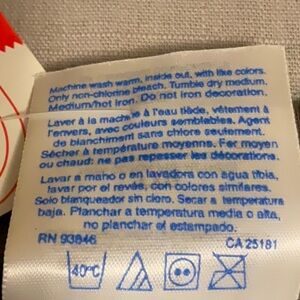 Machine wash warm, inside out, with like colors.
Only non-chlorine bleach. Tumble dry medium.
Medium/hot iron. Do not iron decoration.
Laver à la machine à l'eau tiède, vêtement à
l'envers, avec couleurs semblables. Agent
de blanchiment sans chlore seulement.
Sécher à température moyenne. Fer moyen
ou chaud: ne pas repasser les décorations.
Lavar a mano o en lavadora con agua tibia,
lavar por el revés, con colores similares.
Solo blanqueador sin cloro. Secar a temperatura
baja. Planchar a temperatura media o alta,
no planchar el estampado.
RN 93846 CA 25181
40°C